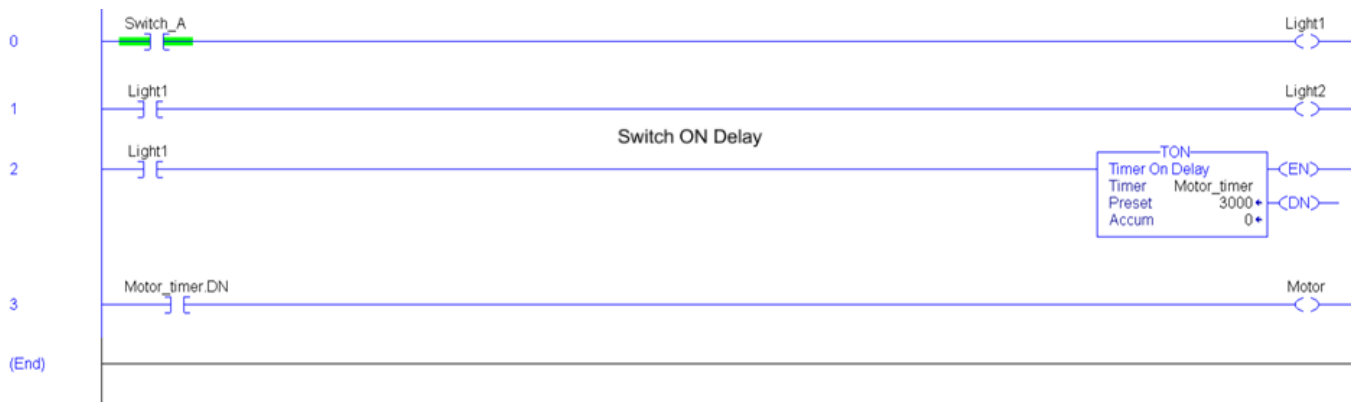 Switch_A
Light1
0
Light1
Light2
1
Switch ON Delay
Light1
2
TON
Timer On Delay
EN
Timer Motor_timer
Preset 3000
DN
Accum 0
Motor_timer.DN
Motor
3
(End)